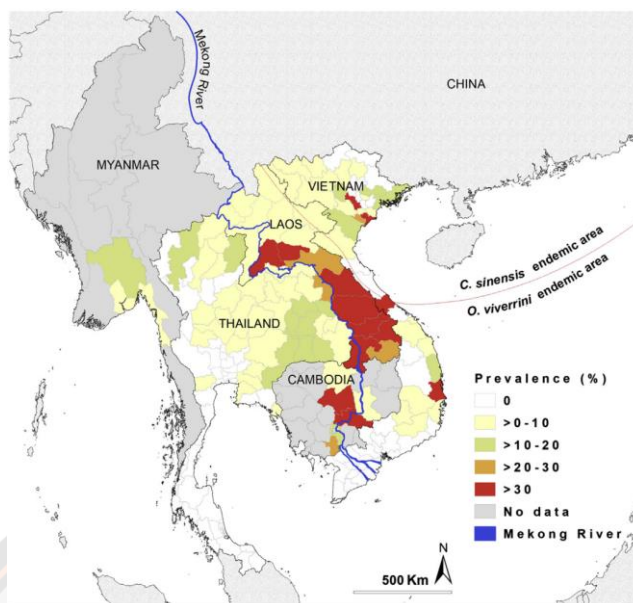 Mekong River
CHINA
MYANMAR
VIETNAM
LAOS
C. sinensis endemic area
O. viverrini endemic area
THAILAND
CAMBODIA
Prevalence (%)
0
>0-10
>10-20
>20-30
>30
No data
Mekong River
N
500 Km